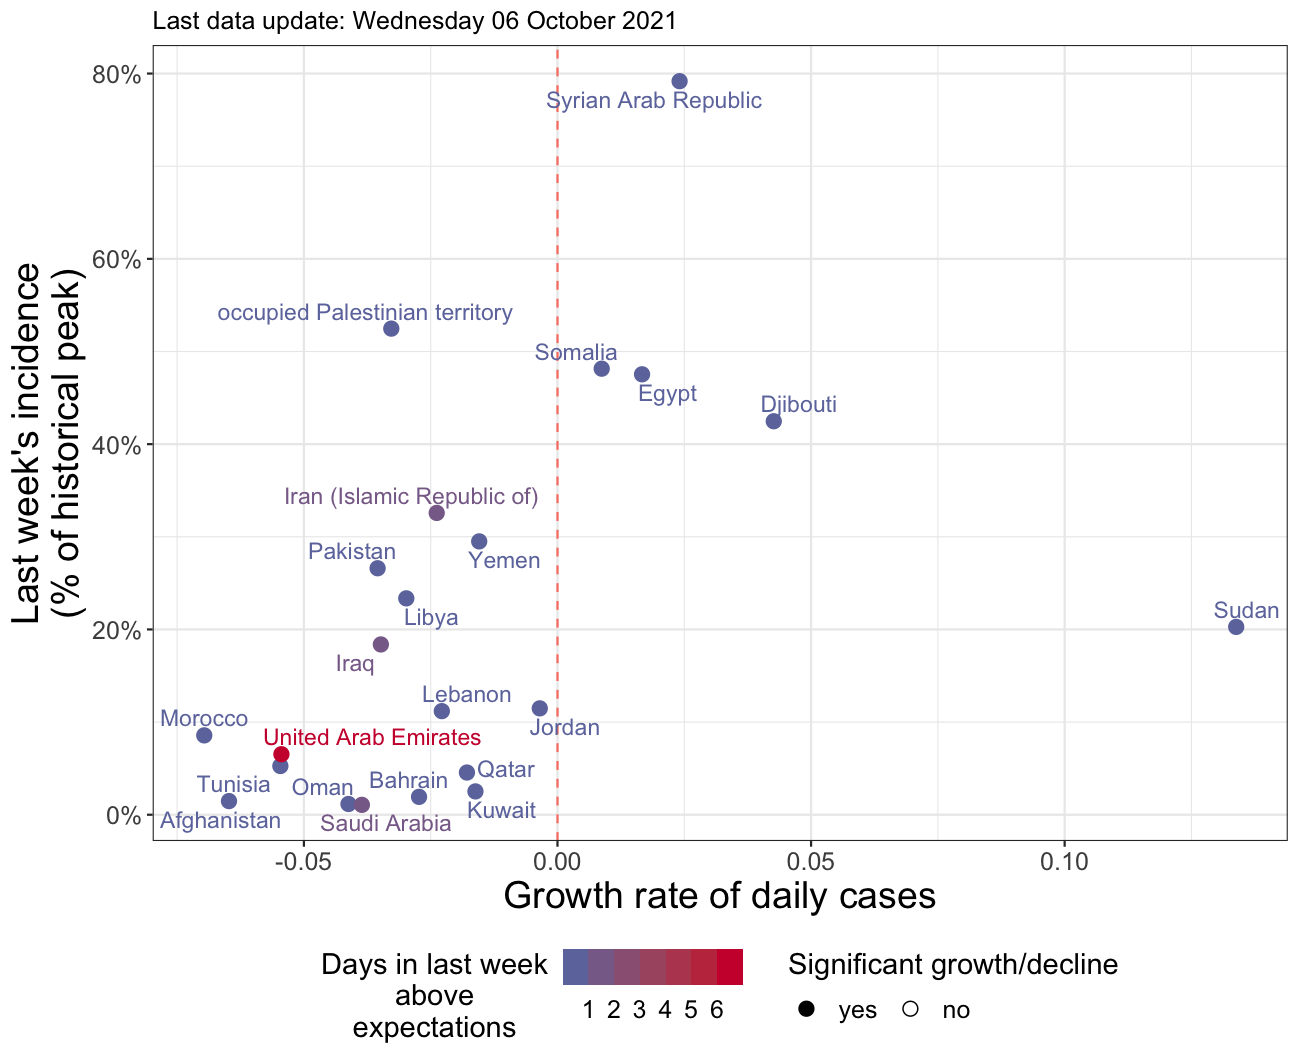 Last data update: Wednesday 06 October 2021
Last week's incidence
(% of historical peak)
80%
60%
40%
20%
0%
Syrian Arab Republic
occupied Palestinian territory
Somalia
Egypt
Djibouti
Iran (Islamic Republic of)
Yemen
Pakistan
Libya
Sudan
Iraq
Lebanon
Morocco
Jordan
United Arab Emirates
Qatar
Tunisia
Oman
Bahrain
Kuwait
Afghanistan
Saudi Arabia
-0.05 0.00 0.05 0.10
Growth rate of daily cases
Days in last week
above
expectations
1 2 3 4 5 6
Significant growth/decline
yes no